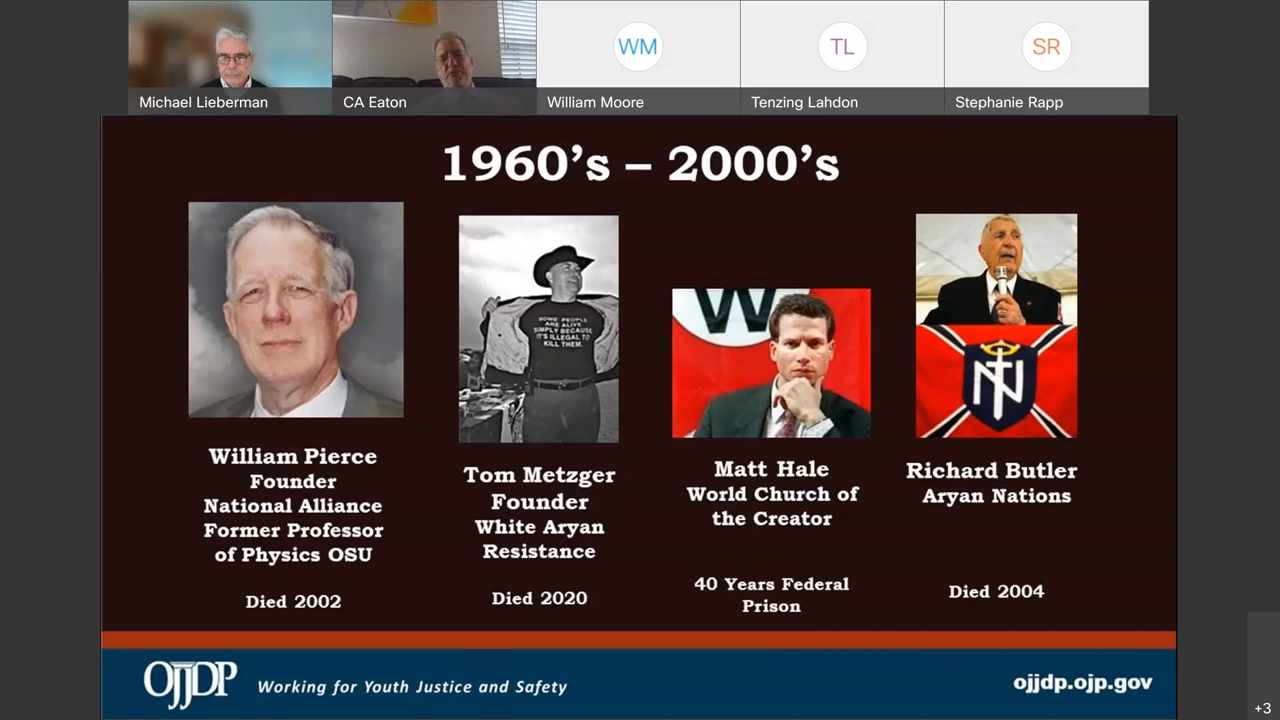 WM
TL
SR
Michael Lieberman
CA Eaton
William Moore
Tenzing Lahdon
Stephanie Rapp
1960’s – 2000’s
SOME PEOPLE
ARE ALIVE
SIMPLY BECAUSE
IT'S ILLEGAL TO
KILL THEM.
W
N
William Pierce
Founder
National Alliance
Former Professor
of Physics OSU
Died 2002
Tom Metzger
Founder
White Aryan
Resistance
Died 2020
Matt Hale
World Church of
the Creator
40 Years Federal
Prison
Richard Butler
Aryan Nations
Died 2004
OJJDP
Working for Youth Justice and Safety
ojjdp.ojp.gov
+3